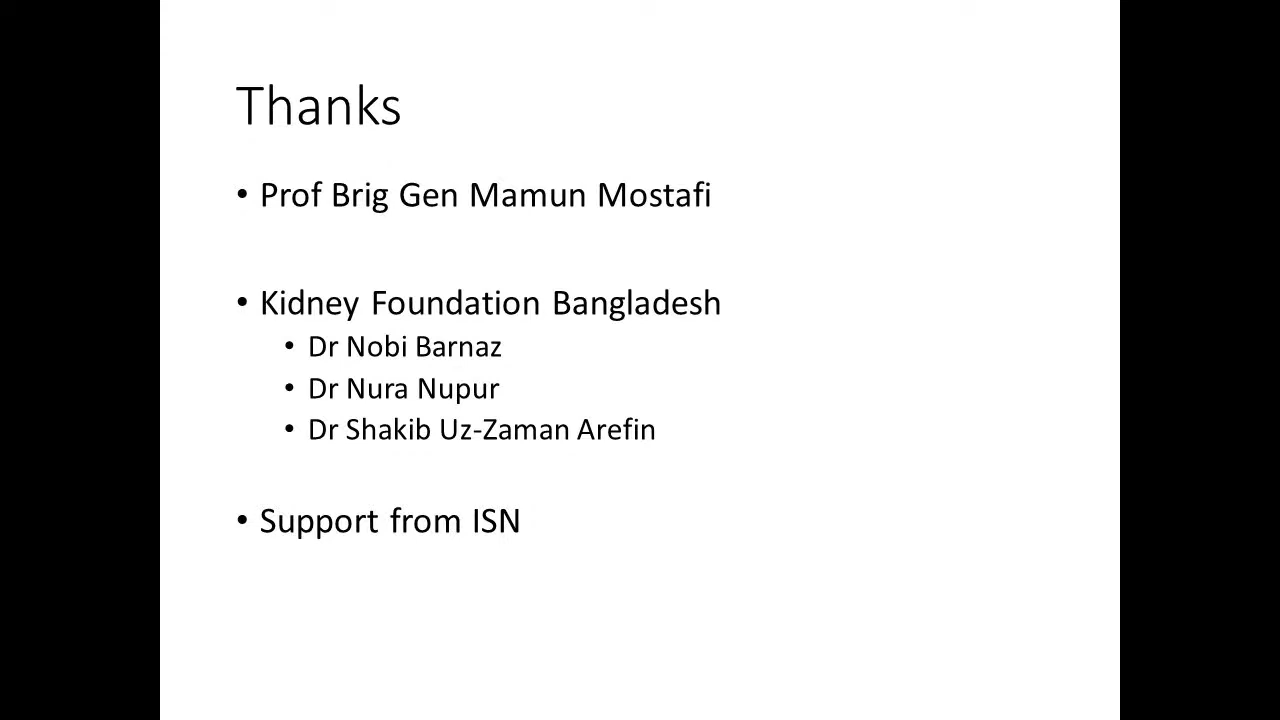 Thanks
• Prof Brig Gen Mamun Mostafi
• Kidney Foundation Bangladesh
• Dr Nobi Barnaz
• Dr Nura Nupur
• Dr Shakib Uz-Zaman Arefin
• Support from ISN